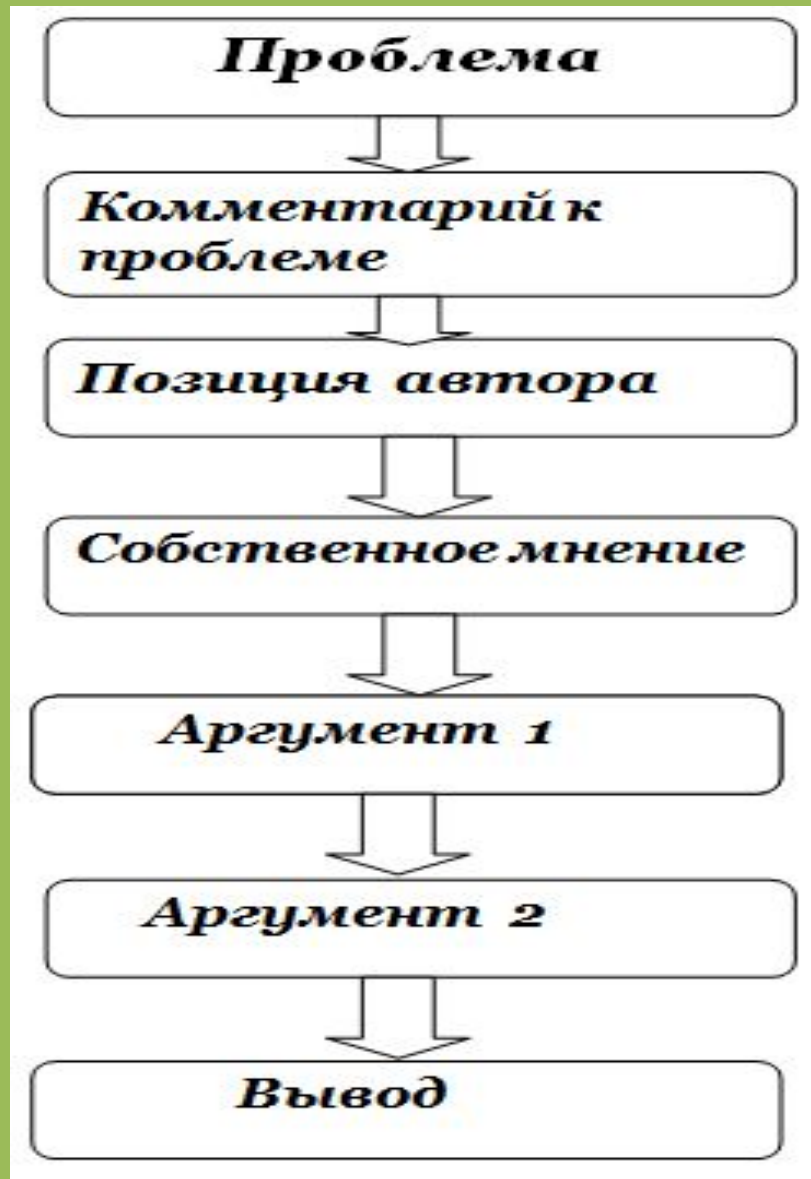 Проблема
Комментарий к
проблеме
Позиция автора
Собственное мнение
Аргумент 1
Аргумент 2
Вывод